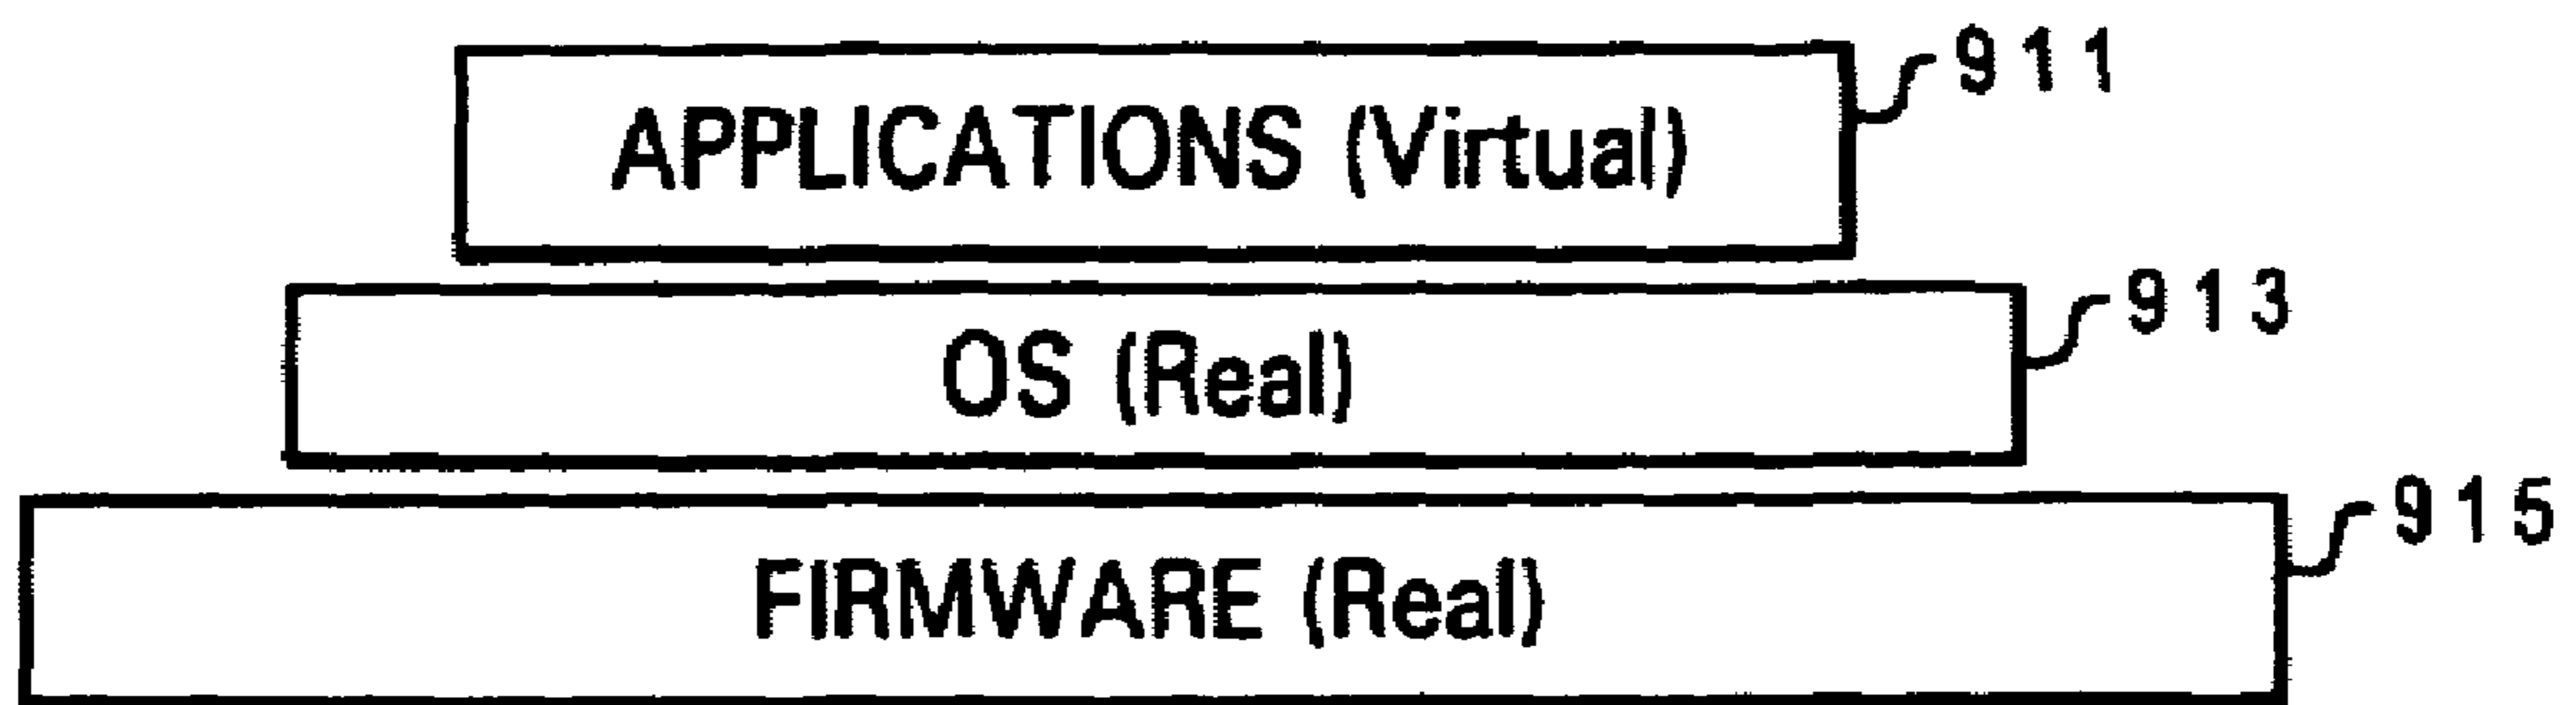 APPLICATIONS (Virtual) 911
OS (Real) 913
FIRMWARE (Real) 915